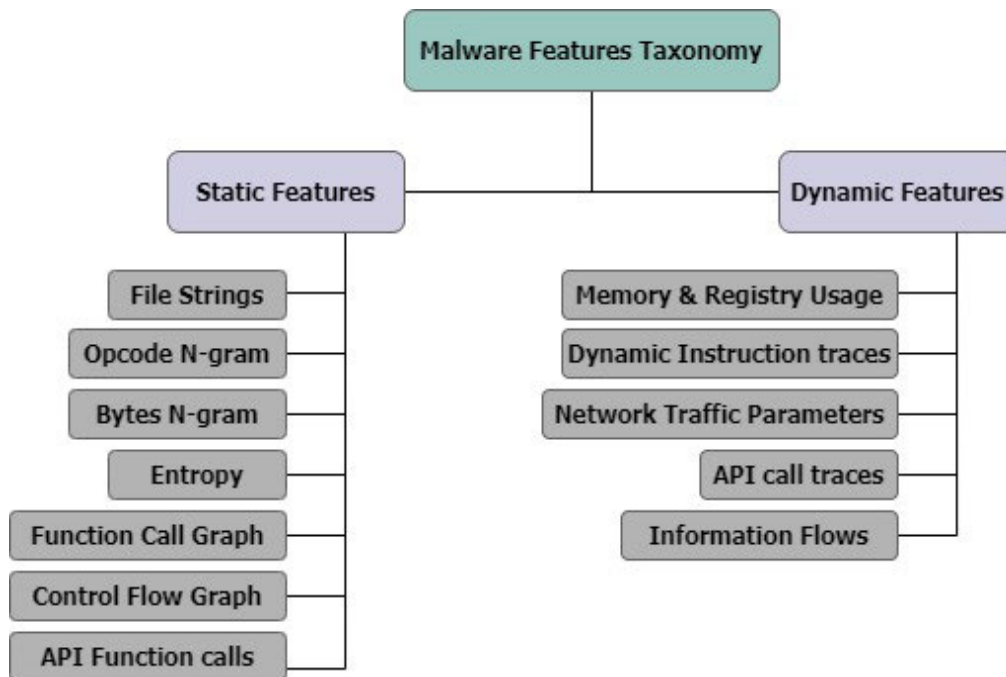 Malware Features Taxonomy
Static Features
File Strings
Opcode N-gram
Bytes N-gram
Entropy
Function Call Graph
Control Flow Graph
API Function calls
Dynamic Features
Memory & Registry Usage
Dynamic Instruction traces
Network Traffic Parameters
API call traces
Information Flows